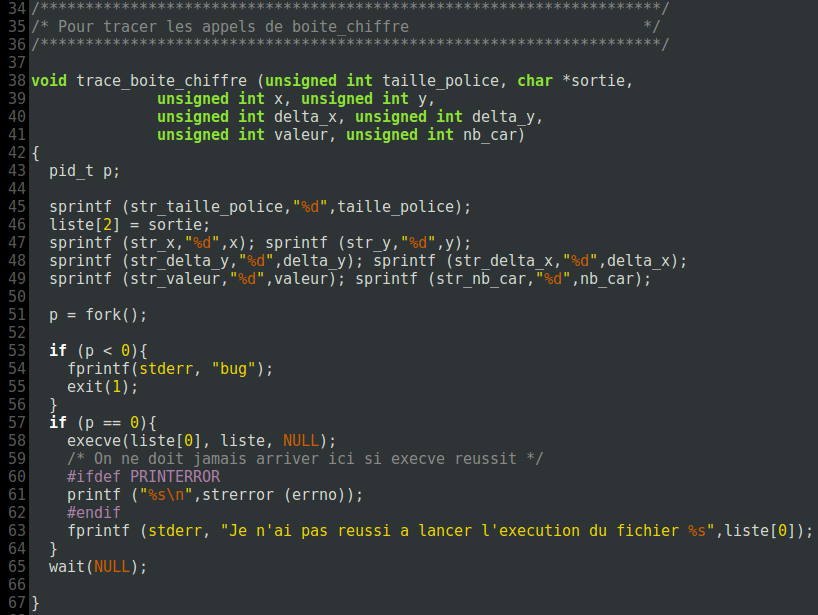 34 /*********************************************************************/
35 /* Pour tracer les appels de boite_chiffre                          */
36 /*********************************************************************/
37
38 void trace_boite_chiffre (unsigned int taille_police, char *sortie,
39               unsigned int x, unsigned int y,
40               unsigned int delta_x, unsigned int delta_y,
41               unsigned int valeur, unsigned int nb_car)
42 {
43   pid_t p;
44
45   sprintf (str_taille_police,"%d",taille_police);
46   liste[2] = sortie;
47   sprintf (str_x,"%d",x); sprintf (str_y,"%d",y);
48   sprintf (str_delta_y,"%d",delta_y); sprintf (str_delta_x,"%d",delta_x);
49   sprintf (str_valeur,"%d",valeur); sprintf (str_nb_car,"%d",nb_car);
50
51   p = fork();
52
53   if (p < 0){
54     fprintf(stderr, "bug");
55     exit(1);
56   }
57   if (p == 0){
58     execve(liste[0], liste, NULL);
59     /* On ne doit jamais arriver ici si execve reussit */
60     #ifdef PRINTERROR
61     printf ("%s\n",strerror (errno));
62     #endif
63     fprintf (stderr, "Je n'ai pas reussi a lancer l'execution du fichier %s",liste[0]);
64   }
65   wait(NULL);
66
67 }